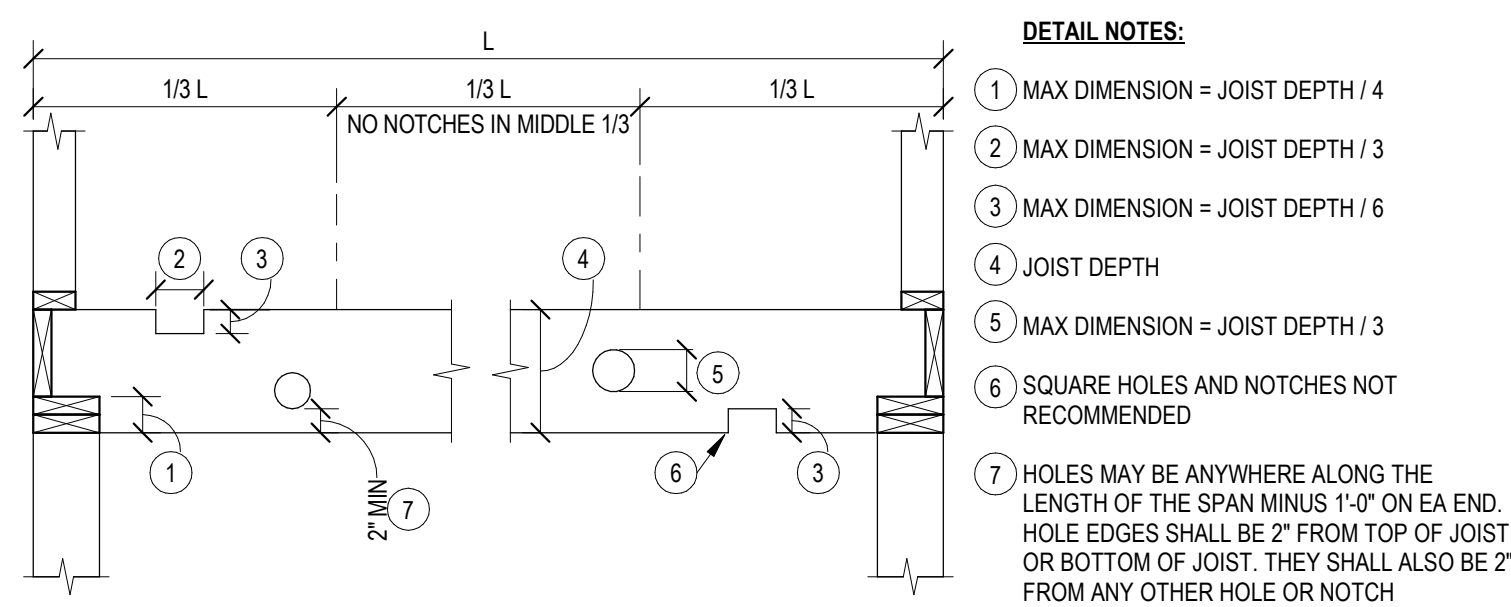 L
1/3 L
1/3 L
1/3 L
NO NOTCHES IN MIDDLE 1/3
2
3
4
5
1
2" MIN
7
6
3
DETAIL NOTES:
1 MAX DIMENSION = JOIST DEPTH / 4
2 MAX DIMENSION = JOIST DEPTH / 3
3 MAX DIMENSION = JOIST DEPTH / 6
4 JOIST DEPTH
5 MAX DIMENSION = JOIST DEPTH / 3
6 SQUARE HOLES AND NOTCHES NOT
RECOMMENDED
7 HOLES MAY BE ANYWHERE ALONG THE
LENGTH OF THE SPAN MINUS 1'-0" ON EA END.
HOLE EDGES SHALL BE 2" FROM TOP OF JOIST
OR BOTTOM OF JOIST. THEY SHALL ALSO BE 2"
FROM ANY OTHER HOLE OR NOTCH